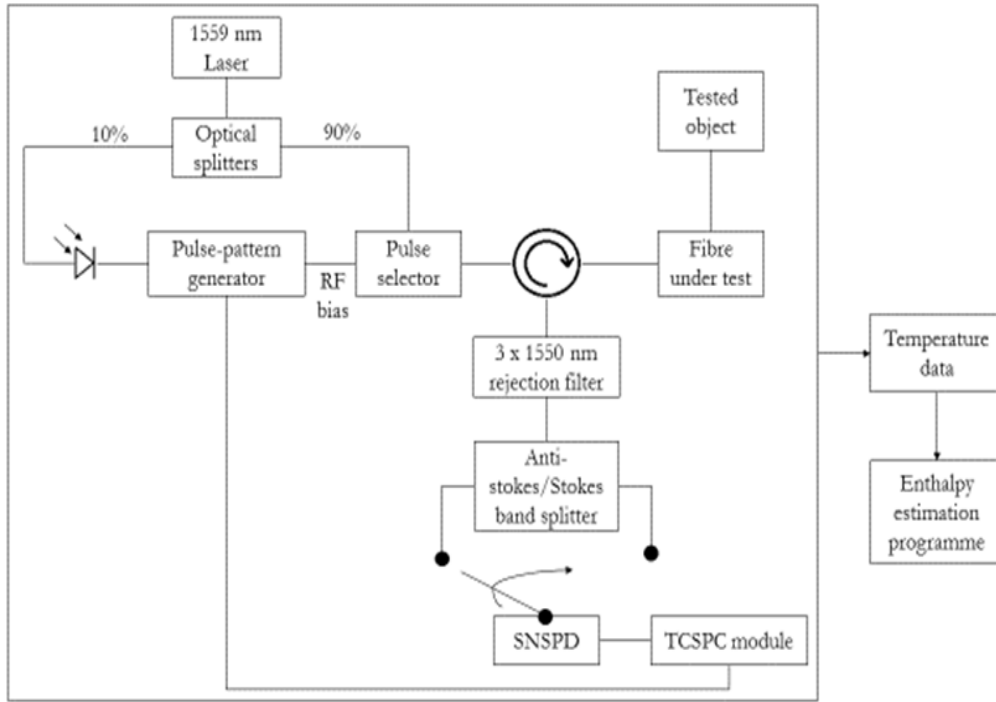 1559 nm
Laser
10%
Optical
splitters
90%
Tested
object
Pulse-pattern
generator
RF
bias
Pulse
selector
Fibre
under test
3 x 1550 nm
rejection filter
Temperature
data
Anti-
stokes/Stokes
band splitter
Enthalpy
estimation
programme
SNSPD
TCSPC module